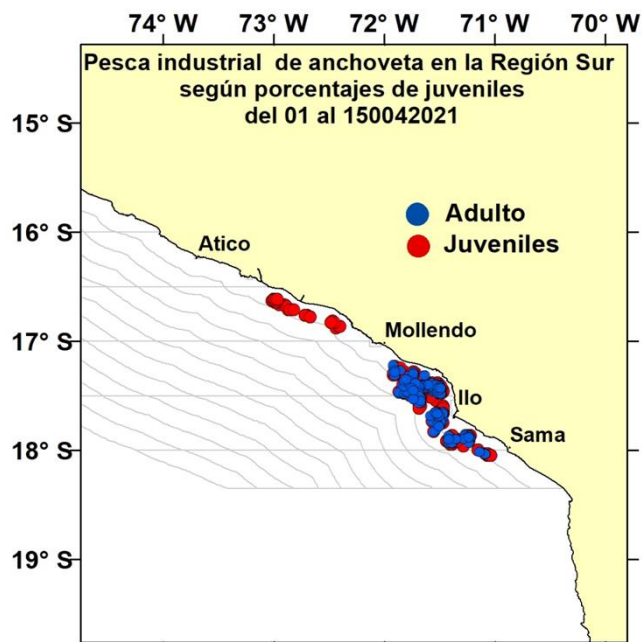 74° W 73° W 72° W 71° W 70° W
Pesca industrial de anchoveta en la Región Sur
según porcentajes de juveniles
del 01 al 150042021
15° S
16° S
Adulto
Atico
Juveniles
17° S
Mollendo
Ilo
18° S
Sama
19° S